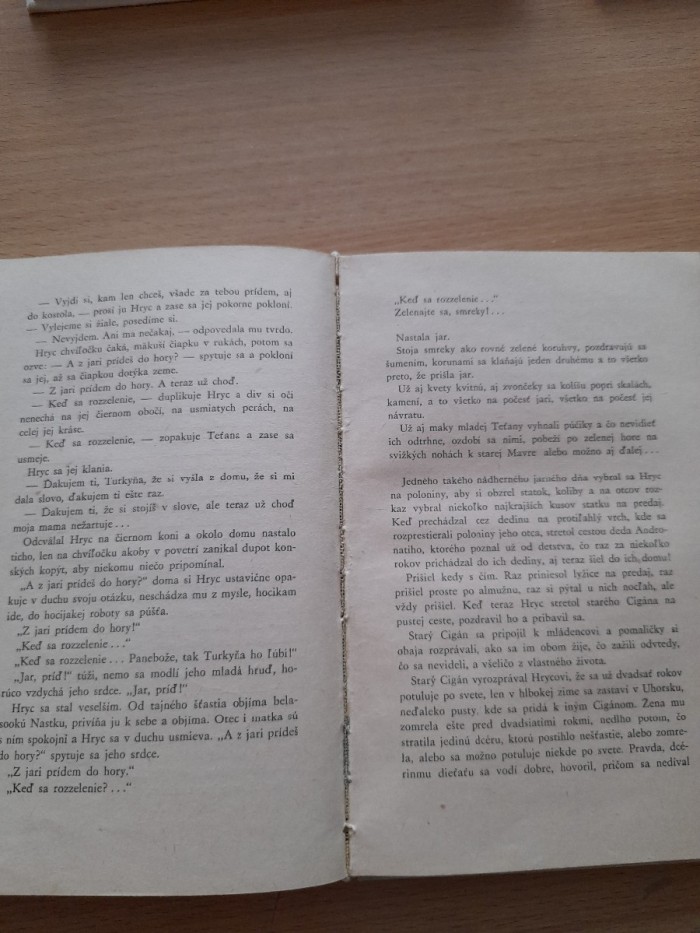 — Vyjdi si, kam len chceš, všade za tebou prídem, aj
do kostola, — prosí ju Hryc a zase sa jej pokorne pokloní.
— Vylejeme si žiale, posedíme si.
— Nevyjdem. Ani ma nečakaj, — odpovedala mu tvrdo.
Hryc chvíľočku čaká, mäkuší čiapku v rukách, potom sa
ozve: — A z jari prídeš do hory? — spytuje sa a pokloní
sa jej, až sa čiapkou dotýka zeme.
— Z jari prídem do hory. A teraz už choď.
— Keď sa rozzelenie, — duplikuje Hryc a div si oči
nenechá na jej čiernom obočí, na usmiatych perách, na
celej jej kráse.
— Keď sa rozzelenie, — zopakuje Teťana a zase sa
usmeje.
Hryc sa jej klania.
— Ďakujem ti, Turkyňa, že si vyšla z domu, že si mi
dala slovo, ďakujem ti ešte raz.
— Ďakujem ti, že si stojíš v slove, ale teraz už choď
moja mama nežartuje...
Odcválal Hryc na čiernom koni a okolo domu nastalo
ticho, len na chvíľočku akoby v povetrí zanikal dupot kon-
ských kopýt, aby niekomu niečo pripomínal.
„A z jari prídeš do hory?“ doma si Hryc ustavične opa-
kuje v duchu svoju otázku, neschádza mu z mysle, hocikam
ide, do hocijakej roboty sa púšťa.
„Z jari prídem do hory!“
„Keď sa rozzelenie...“
„Keď sa rozzelenie... Panebože, tak Turkyňa ho ľúbi!“
„Jar, príď!“ túži, nemo sa modlí jeho mladá hruď, ho-
rúco vzdychá jeho srdce. „Jar, príď!“
Hryc sa stal veselším. Od tajného šťastia objíma bela-
sookú Nastku, privíňa ju k sebe a objíma. Otec i matka sú
s ním spokojní a Hryc sa v duchu usmieva. „A z jari prídeš
do hory?“ spytuje sa jeho srdce.
„Z jari prídem do hory.“
„Keď sa rozzelenie?...“
„Keď sa rozzelenie...“
Zelenajte sa, smreky!...
Nastala jar.
Stoja smreky ako rovné zelené koruhvy, pozdravujú sa
šumením, korunami sa kláňajú jeden druhému a to všetko
preto, že prišla jar.
Už aj kvety kvitnú, aj zvončeky sa kolíšu popri skalách,
kamení, a to všetko na počesť jari, všetko na počesť jej
návratu.
Už aj maky mladej Teťany vyhnali púčiky a čo nevidieť
ich odtrhne, ozdobí sa nimi, pobeží po zelenej hore na
svižkých nohách k starej Mavre alebo možno aj ďalej...
Jedného takého nádherného jarného dňa vybral sa Hryc
na poloniny, aby si obzrel statok, koliby a na otcov roz-
kaz vybral niekoľko najkrajších kusov statku na predaj.
Keď prechádzal cez dedinu na protiľahlý vrch, kde sa
rozprestierali poloniny jeho otca, stretol cestou deda Andro-
natiho, ktorého poznal už od detstva, čo raz za niekoľko
rokov prichádzal do ich dediny, aj teraz šiel do ich domu!
Prišiel kedy s čím. Raz priniesol lyžice na predaj, raz
prišiel proste po almužnu, raz si pýtal u nich nocľah, ale
vždy prišiel. Keď teraz Hryc stretol starého Cigána na
pustej ceste, pozdravil ho a pribavil sa.
Starý Cigán sa pripojil k mládencovi a pomaličky si
obaja rozprávali, ako sa im obom žije, čo zažili odvtedy,
čo sa nevideli, a všeličo z vlastného života.
Starý Cigán vyrozprával Hrycovi, že sa už dvadsať rokov
potuluje po svete, len v hlbokej zime sa zastaví v Uhorsku,
neďaleko pusty, kde sa pridá k iným Cigánom. Žena mu
zomrela ešte pred dvadsiatimi rokmi, nedlho potom, čo
stratila jedinú dcéru, ktorú postihlo nešťastie, alebo zomre-
la, alebo sa možno potuluje niekde po svete. Pravda, dcé-
rinmu dieťaťu sa vodí dobre, hovoril, pričom sa nedíval